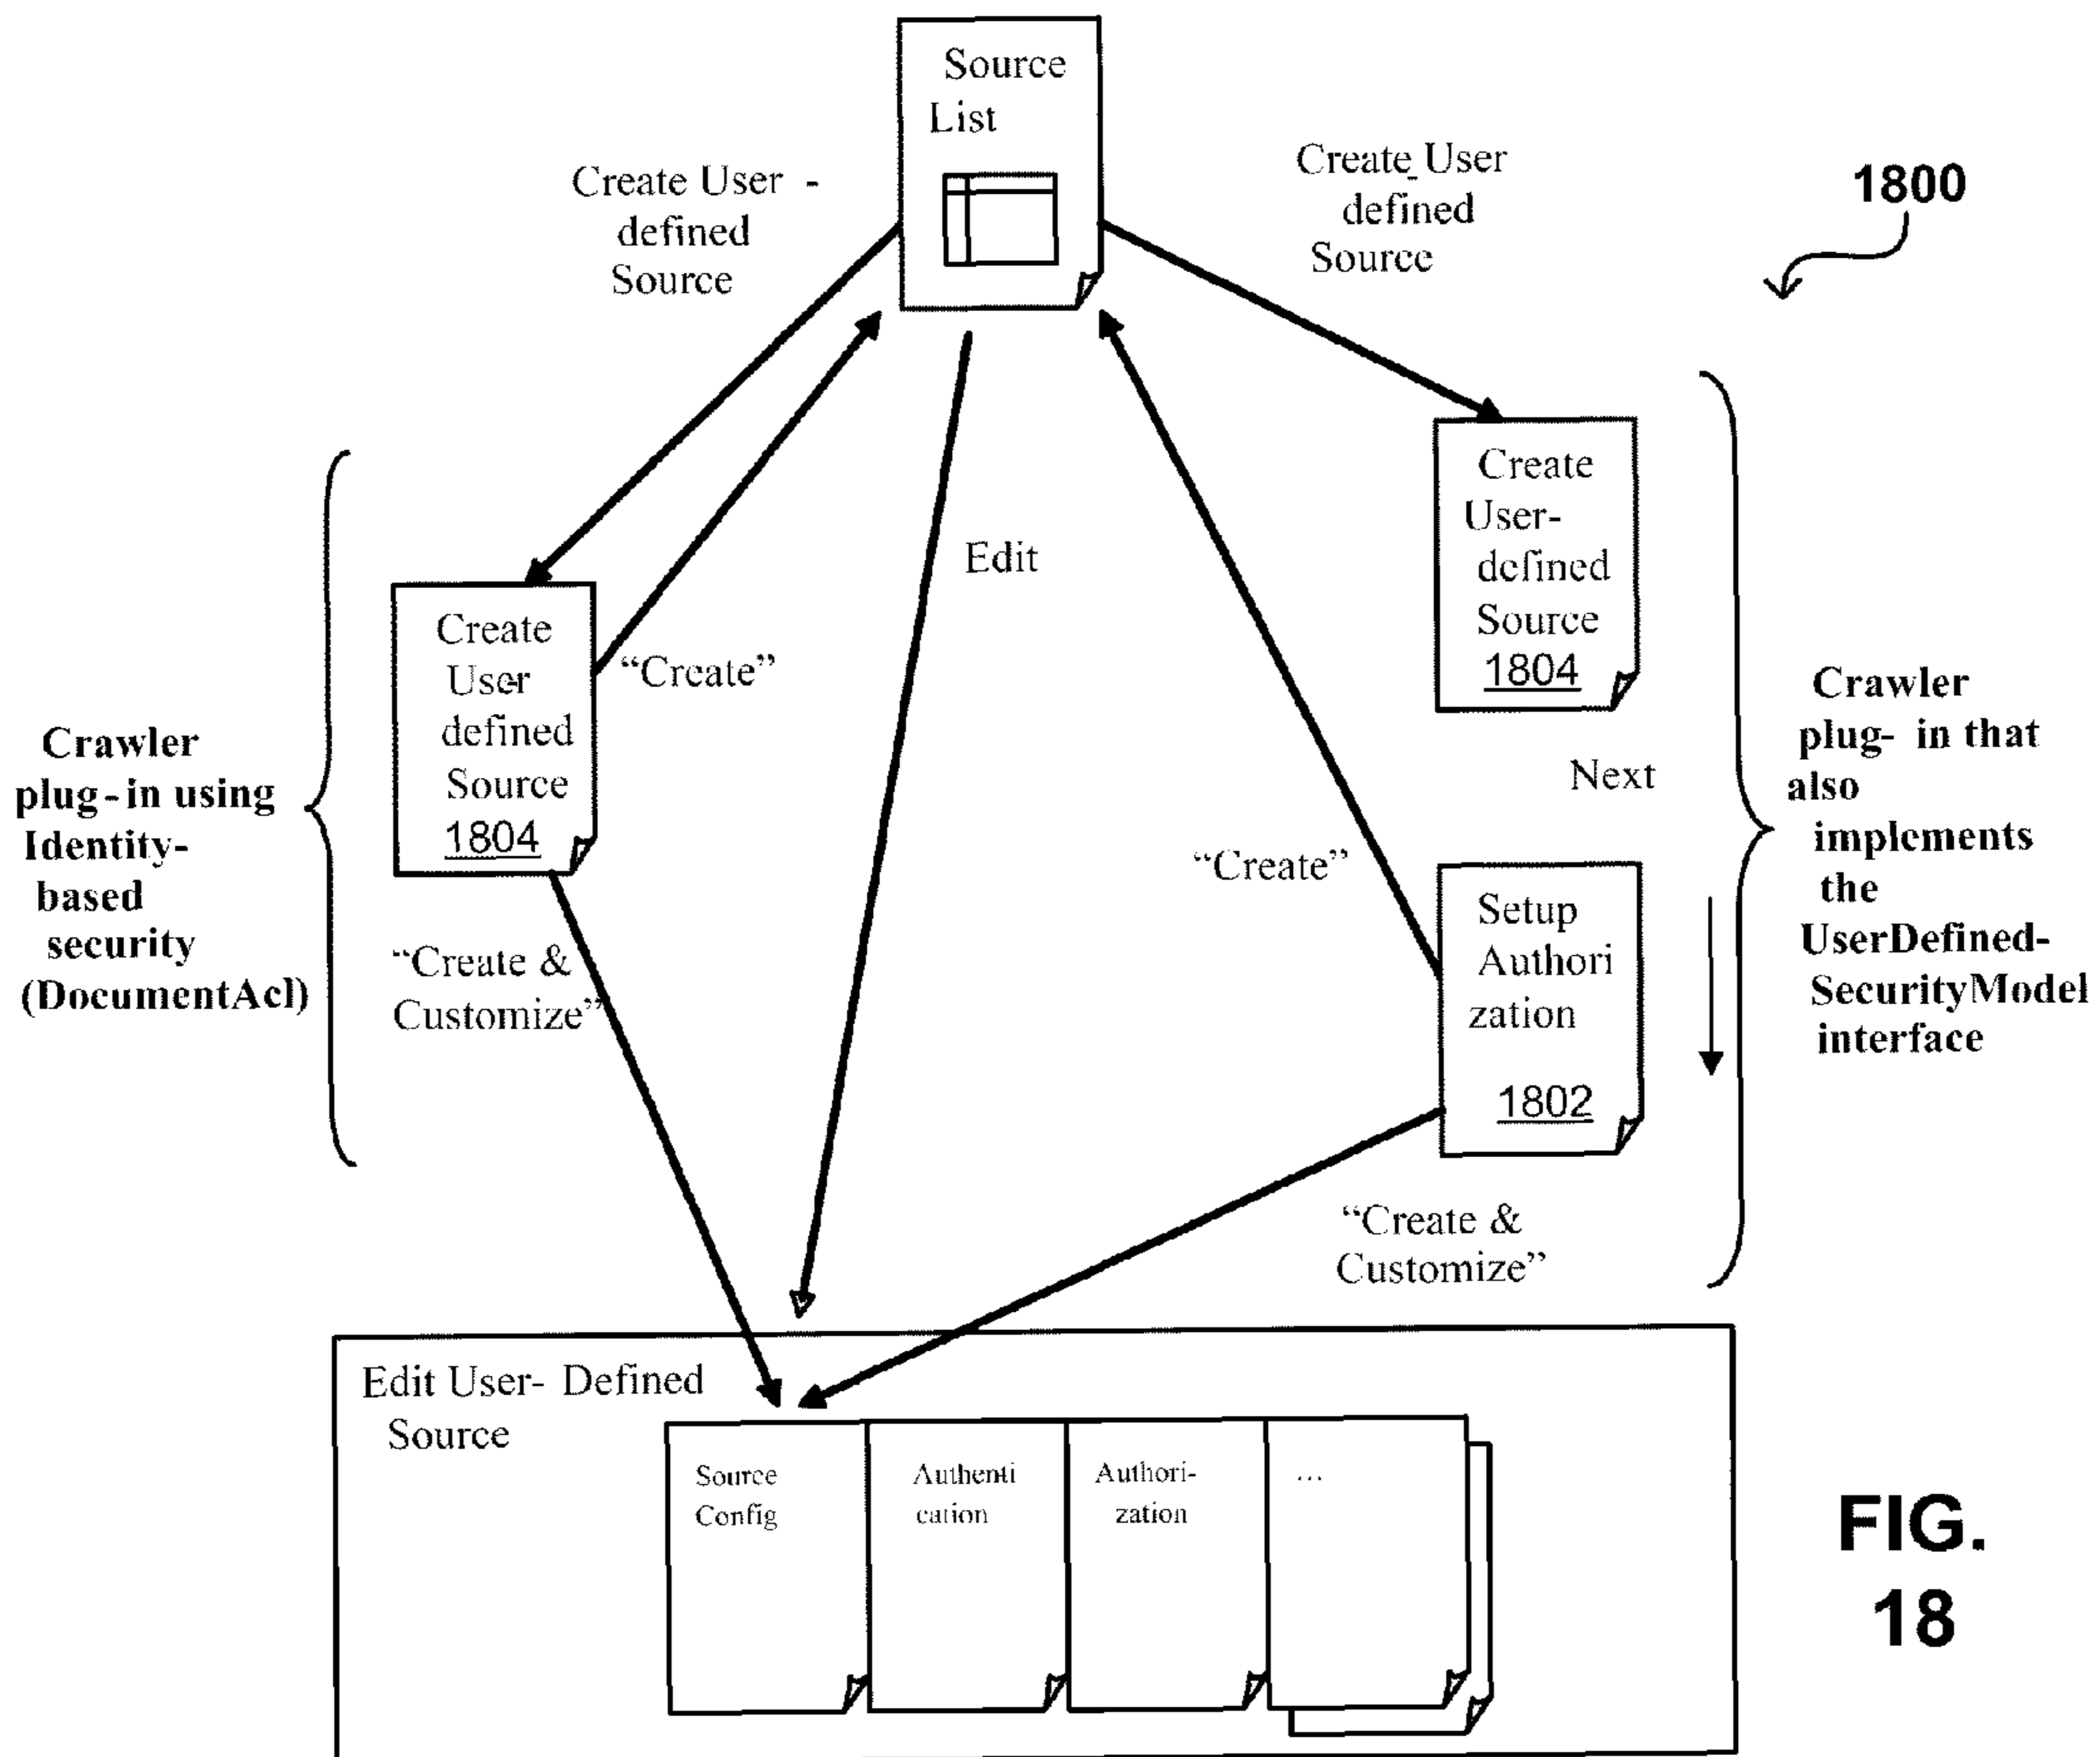 Source
List
Create User -
defined
Source
Create User
defined
Source
1800
Edit
Create
User
defined
Source
1804
"Create"
Create
User-
defined
Source
1804
Next
Crawler
plug-in using
Identity-
based
security
(DocumentAcl)
"Create &
Customize"
"Create"
Setup
Authori
zation
1802
Crawler
plug- in that
also
implements
the
UserDefined-
SecurityModel
interface
"Create &
Customize"
Edit User- Defined
Source
Source
Config
Authenti
cation
Authori-
zation
...
FIG.
18